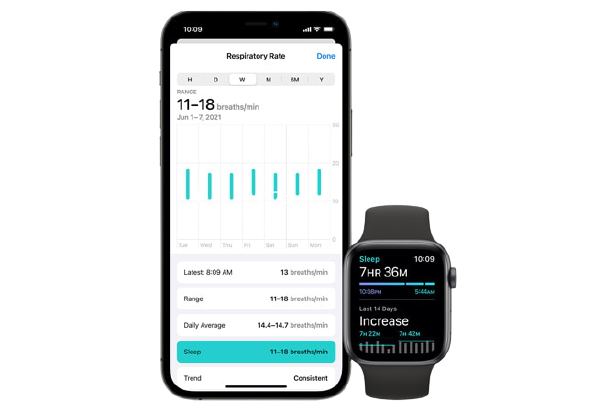 10:09
Respiratory Rate Done
H D W M 6M Y
RANGE
11–18 breaths/min
Jun 1–7, 2021
30
20
10
0
Tue Wed Thu Fri Sat Sun Mon
Latest: 8:09 AM 13 breaths/min
Range 11–18 breaths/min
Daily Average 14.4–14.7 breaths/min
Sleep 11–18 breaths/min
Trend Consistent
Sleep 10:09
7HR 36M
10:98PM 5:44AM
Last 14 Days
Increase
7H 22M 7H 42M